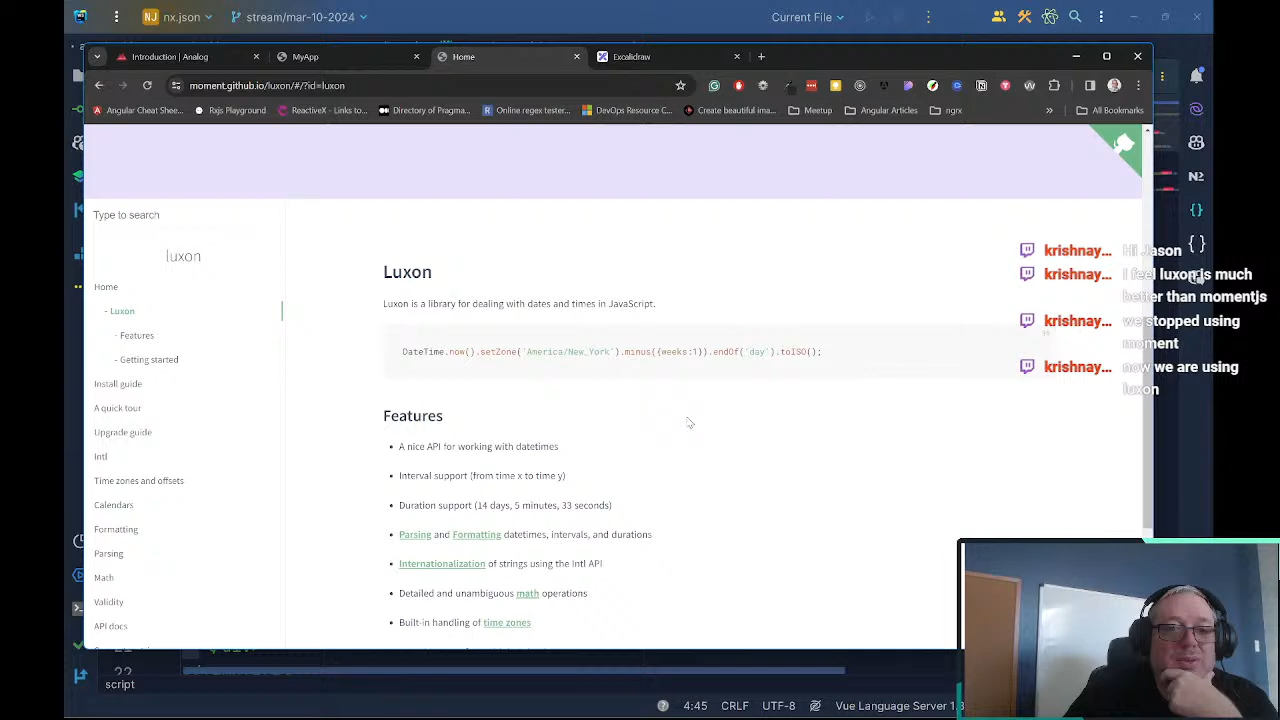 nx.json
stream/mar-10-2024
Current File
Introduction | Analog
MyApp
Home
Excalidraw
moment.github.io/luxon/#/?id=luxon
Angular Cheat Shee...
Rxjs Playground
ReactiveX - Links to...
Directory of Pragma...
Online regex tester...
DevOps Resource C...
Create beautiful ima...
Meetup
Angular Articles
ngrx
All Bookmarks
Type to search
luxon
Home
- Luxon
- Features
- Getting started
Install guide
A quick tour
Upgrade guide
Intl
Time zones and offsets
Calendars
Formatting
Parsing
Math
Validity
API docs
Luxon
Luxon is a library for dealing with dates and times in JavaScript.
DateTime.now().setZone('America/New_York').minus({weeks:1}).endOf('day').toISO();
Features
A nice API for working with datetimes
Interval support (from time x to time y)
Duration support (14 days, 5 minutes, 33 seconds)
Parsing and Formatting datetimes, intervals, and durations
Internationalization of strings using the Intl API
Detailed and unambiguous math operations
Built-in handling of time zones
krishnay... Hi Jason
krishnay... I feel luxon is much
better than momentjs
krishnay... we stopped using
moment
krishnay... now we are using
luxon
22
script
4:45
CRLF
UTF-8
Vue Language Server 1.8